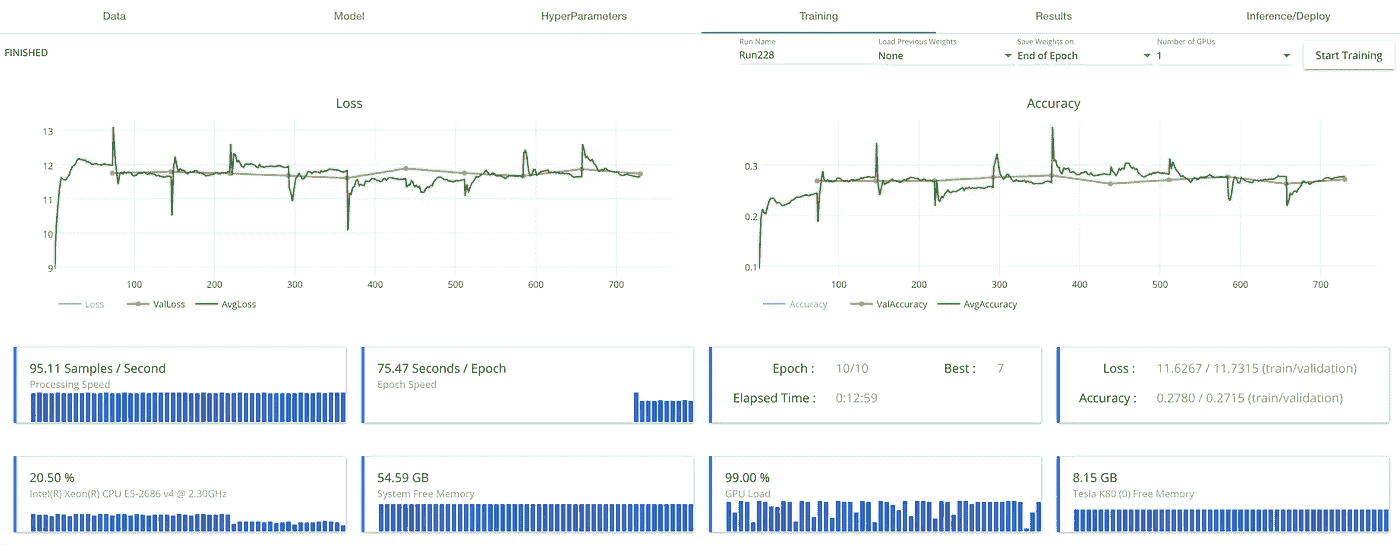 Data Model HyperParameters Training Results Inference/Deploy
FINISHED
Run Name Load Previous Weights Save Weights on Number of GPUs
Run228 None End of Epoch 1 Start Training
Loss
13
12
11
10
9
100 200 300 400 500 600 700
Loss ValLoss AvgLoss
Accuracy
0.3
0.2
0.1
100 200 300 400 500 600 700
Accuracy ValAccuracy AvgAccuracy
95.11 Samples / Second
Processing Speed
75.47 Seconds / Epoch
Epoch Speed
Epoch : 10/10 Best : 7
Elapsed Time : 0:12:59
Loss : 11.6267 / 11.7315 (train/validation)
Accuracy : 0.2780 / 0.2715 (train/validation)
20.50 %
Intel(R) Xeon(R) CPU E5-2686 v4 @ 2.30GHz
54.59 GB
System Free Memory
99.00 %
GPU Load
8.15 GB
Tesla K80 (0) Free Memory